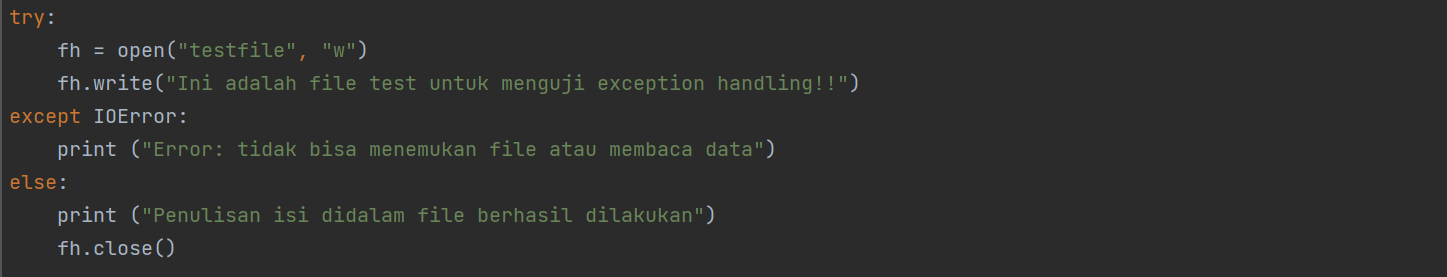 try:
    fh = open("testfile", "w")
    fh.write("Ini adalah file test untuk menguji exception handling!!")
except IOError:
    print ("Error: tidak bisa menemukan file atau membaca data")
else:
    print ("Penulisan isi didalam file berhasil dilakukan")
    fh.close()